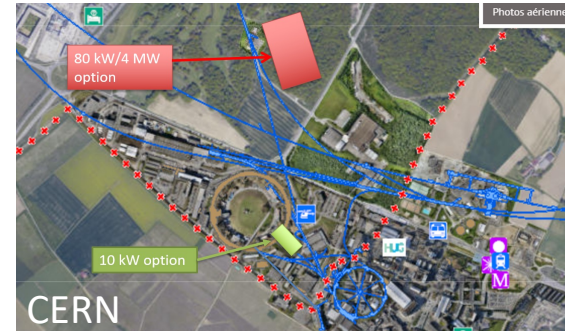 Photos aérienne
80 kW/4 MW
option
HUG
10 kW option
M
CERN